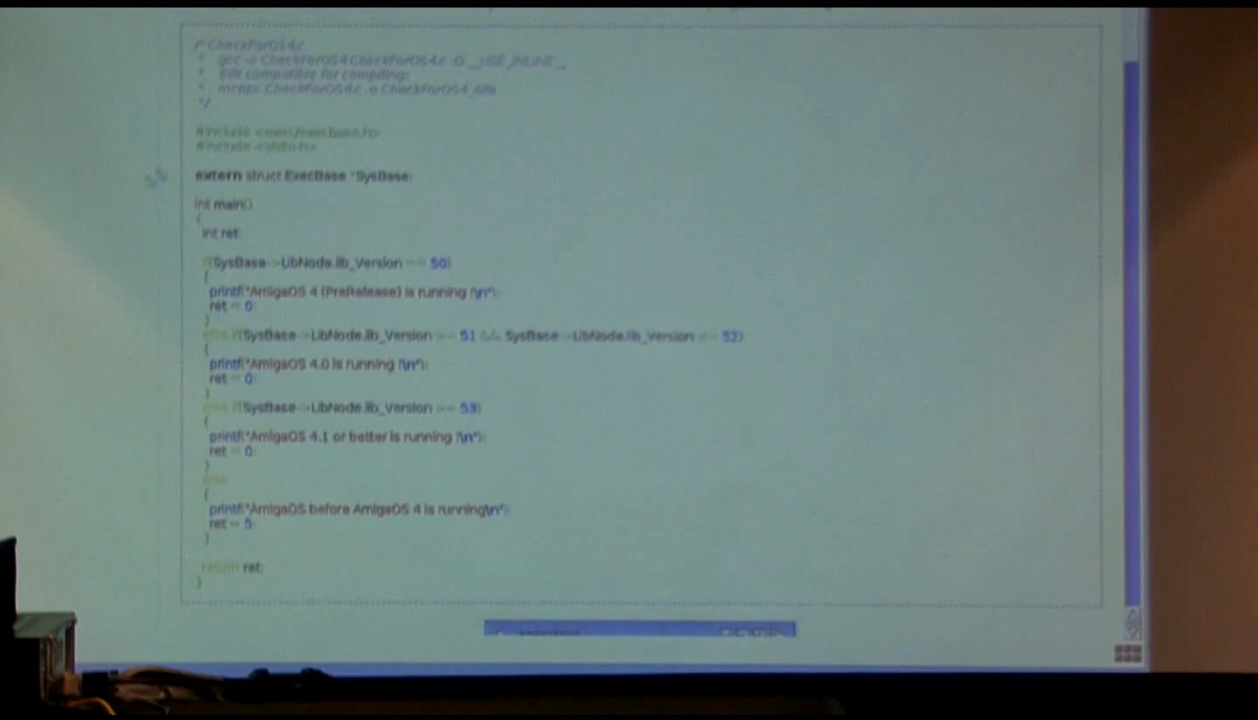 /* CheckForOS4.c
* gcc -o CheckForOS4 CheckForOS4.c -D __USE_INLINE__
* 68k compatible for compiling:
* CheckForOS4.c -o CheckForOS4_68k
*/
#include <exec/execbase.h>
#include <stdio.h>
extern struct ExecBase *SysBase;
int main()
{
int ret;
if(SysBase->LibNode.lib_Version == 50)
{
printf("AmigaOS 4 (PreRelease) is running !\n");
ret = 0;
}
else if(SysBase->LibNode.lib_Version >= 51 && SysBase->LibNode.lib_Version <= 52)
{
printf("AmigaOS 4.0 is running !\n");
ret = 0;
}
else if(SysBase->LibNode.lib_Version >= 53)
{
printf("AmigaOS 4.1 or better is running !\n");
ret = 0;
}
else
{
printf("AmigaOS before AmigaOS 4 is running\n");
ret = 5;
}
return ret;
}